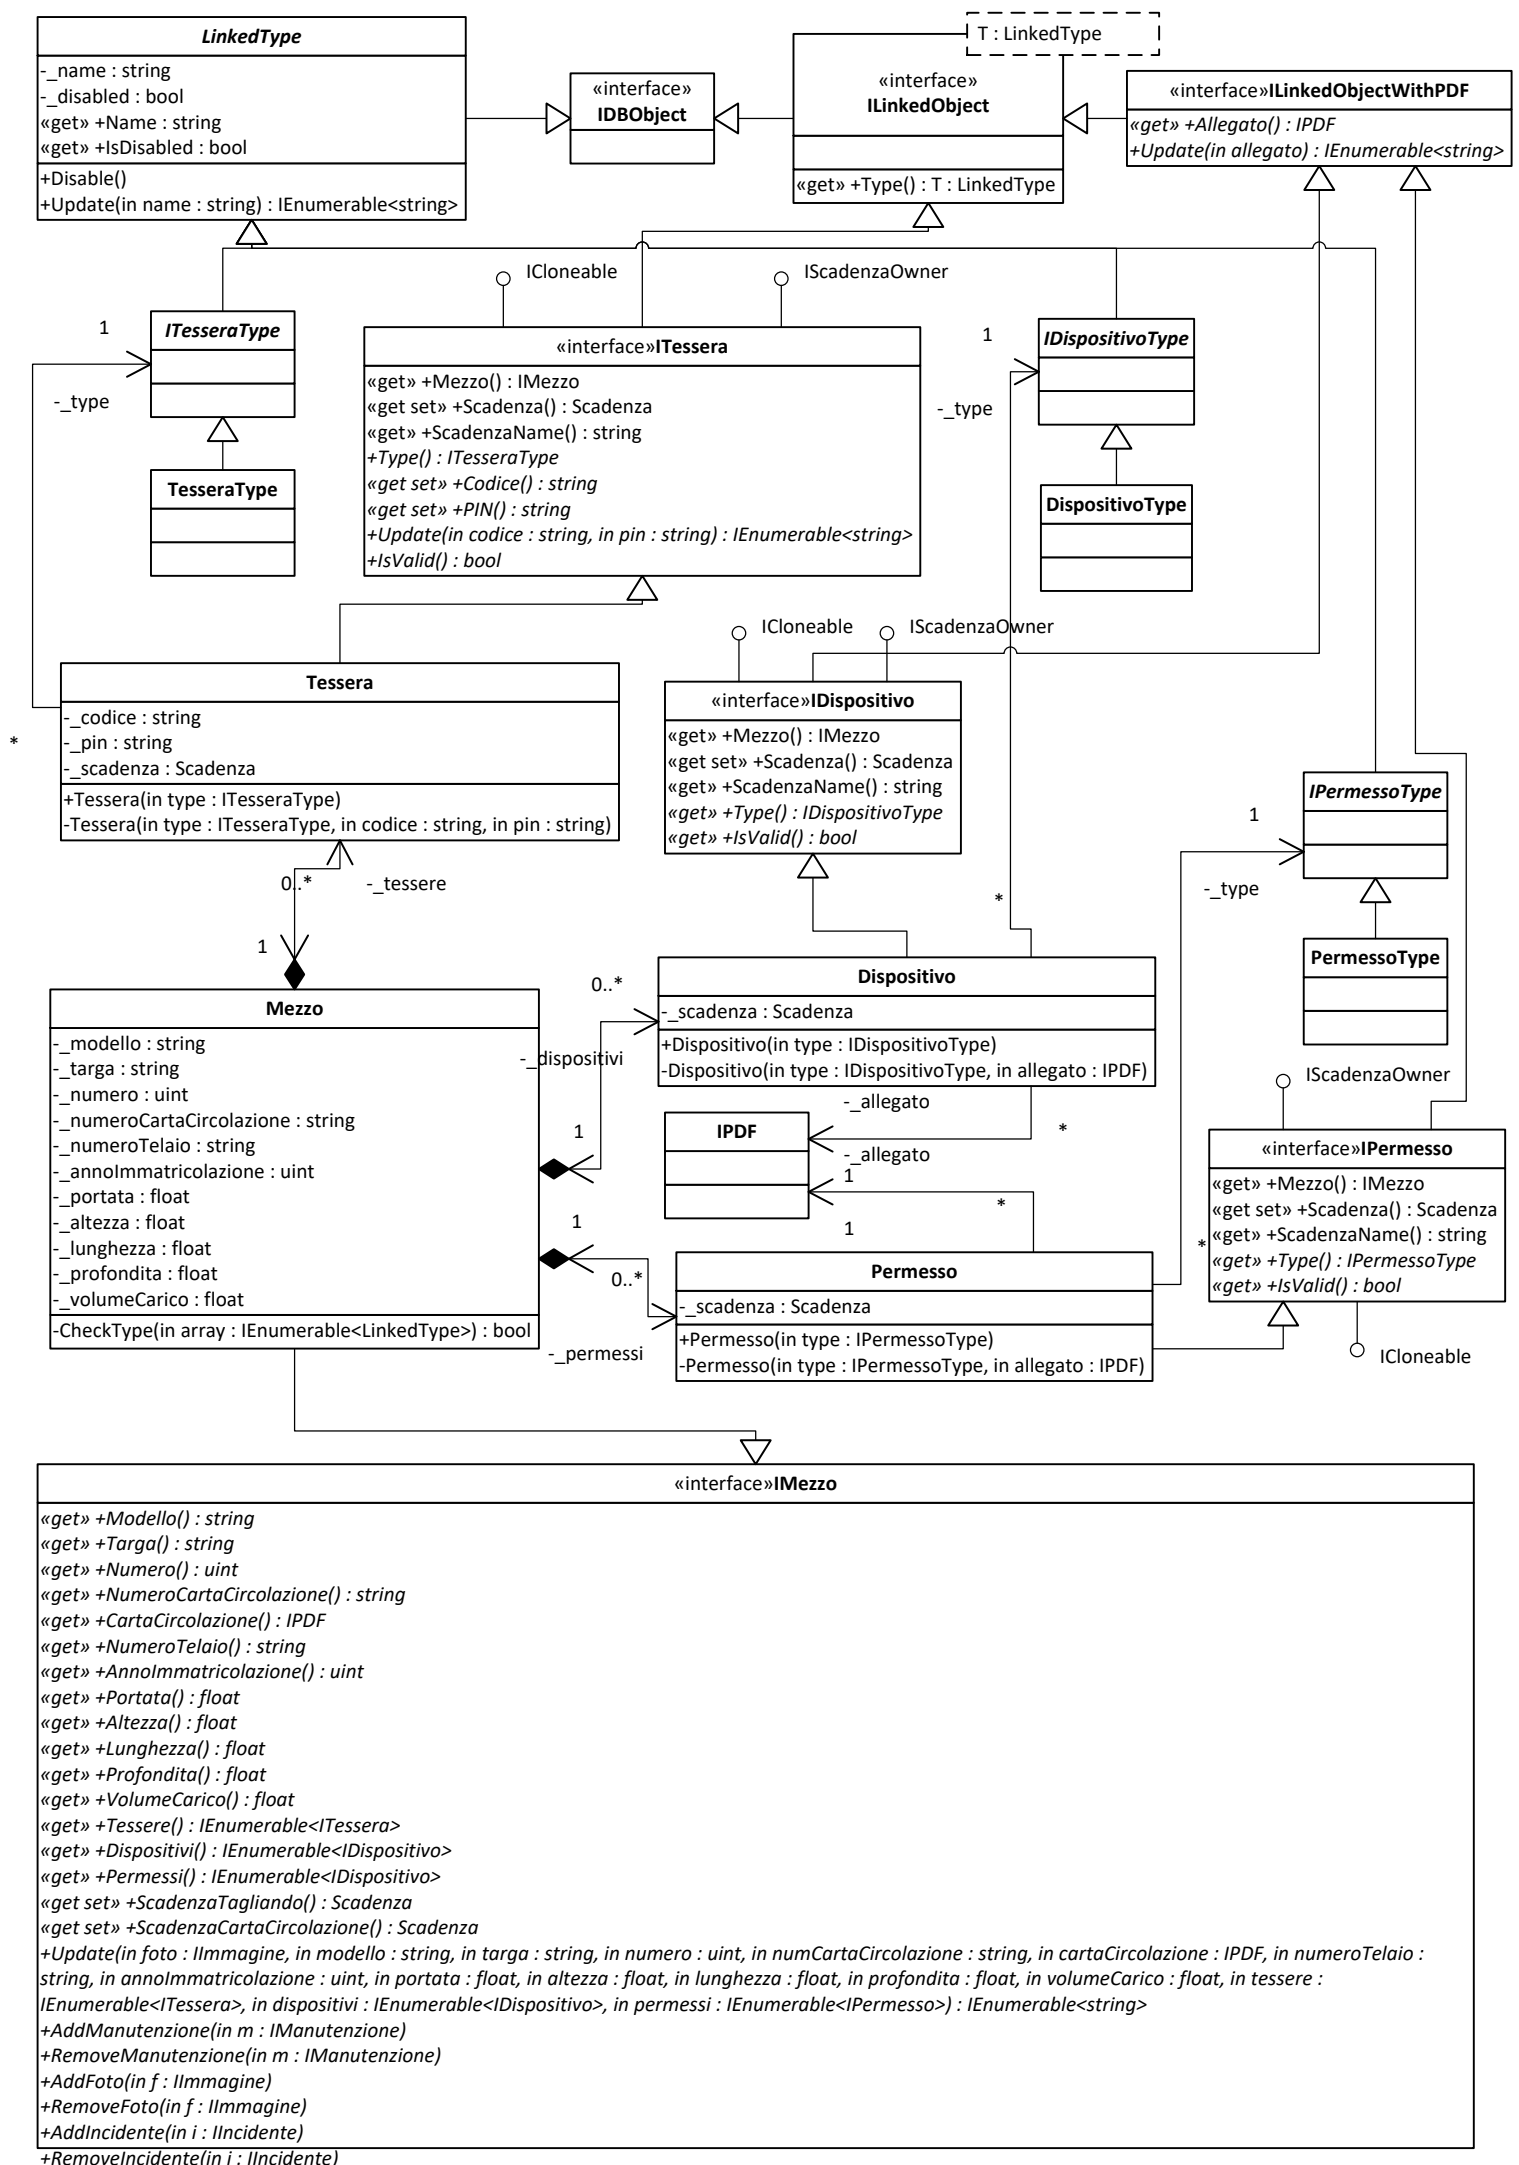 LinkedType
-_name : string
-_disabled : bool
«get» +Name : string
«get» +IsDisabled : bool
+Disable()
+Update(in name : string) : IEnumerable<string>
«interface»
IDBObject
T : LinkedType
«interface»
ILinkedObject
«get» +Type() : T : LinkedType
«interface»ILinkedObjectWithPDF
«get» +Allegato() : IPDF
+Update(in allegato) : IEnumerable<string>
ICloneable
IScadenzaOwner
1
ITesseraType
-_type
TesseraType
«interface»ITessera
«get» +Mezzo() : IMezzo
«get set» +Scadenza() : Scadenza
«get» +ScadenzaName() : string
+Type() : ITesseraType
«get set» +Codice() : string
«get set» +PIN() : string
+Update(in codice : string, in pin : string) : IEnumerable<string>
+IsValid() : bool
1
IDispositivoType
-_type
DispositivoType
ICloneable
IScadenzaOwner
Tessera
-_codice : string
-_pin : string
-_scadenza : Scadenza
+Tessera(in type : ITesseraType)
-Tessera(in type : ITesseraType, in codice : string, in pin : string)
*
0..*
-_tessere
1
«interface»IDispositivo
«get» +Mezzo() : IMezzo
«get set» +Scadenza() : Scadenza
«get» +ScadenzaName() : string
«get» +Type() : IDispositivoType
«get» +IsValid() : bool
*
1
IPermessoType
-_type
PermessoType
Mezzo
-_modello : string
-_targa : string
-_numero : uint
-_numeroCartaCircolazione : string
-_numeroTelaio : string
-_annoImmatricolazione : uint
-_portata : float
-_altezza : float
-_lunghezza : float
-_profondita : float
-_volumeCarico : float
-CheckType(in array : IEnumerable<LinkedType>) : bool
0..*
-_dispositivi
1
1
0..*
-_permessi
Dispositivo
-_scadenza : Scadenza
+Dispositivo(in type : IDispositivoType)
-Dispositivo(in type : IDispositivoType, in allegato : IPDF)
IPDF
-_allegato
*
-_allegato
1
*
1
Permesso
-_scadenza : Scadenza
+Permesso(in type : IPermessoType)
-Permesso(in type : IPermessoType, in allegato : IPDF)
IScadenzaOwner
*
«interface»IPermesso
«get» +Mezzo() : IMezzo
«get set» +Scadenza() : Scadenza
«get» +ScadenzaName() : string
«get» +Type() : IPermessoType
«get» +IsValid() : bool
ICloneable
«interface»IMezzo
«get» +Modello() : string
«get» +Targa() : string
«get» +Numero() : uint
«get» +NumeroCartaCircolazione() : string
«get» +CartaCircolazione() : IPDF
«get» +NumeroTelaio() : string
«get» +AnnoImmatricolazione() : uint
«get» +Portata() : float
«get» +Altezza() : float
«get» +Lunghezza() : float
«get» +Profondita() : float
«get» +VolumeCarico() : float
«get» +Tessere() : IEnumerable<ITessera>
«get» +Dispositivi() : IEnumerable<IDispositivo>
«get» +Permessi() : IEnumerable<IDispositivo>
«get set» +ScadenzaTagliando() : Scadenza
«get set» +ScadenzaCartaCircolazione() : Scadenza
+Update(in foto : IImmagine, in modello : string, in targa : string, in numero : uint, in numCartaCircolazione : string, in cartaCircolazione : IPDF, in numeroTelaio :
string, in annoImmatricolazione : uint, in portata : float, in altezza : float, in lunghezza : float, in profondita : float, in volumeCarico : float, in tessere :
IEnumerable<ITessera>, in dispositivi : IEnumerable<IDispositivo>, in permessi : IEnumerable<IPermesso>) : IEnumerable<string>
+AddManutenzione(in m : IManutenzione)
+RemoveManutenzione(in m : IManutenzione)
+AddFoto(in f : IImmagine)
+RemoveFoto(in f : IImmagine)
+AddIncidente(in i : IIncidente)
+RemoveIncidente(in i : IIncidente)